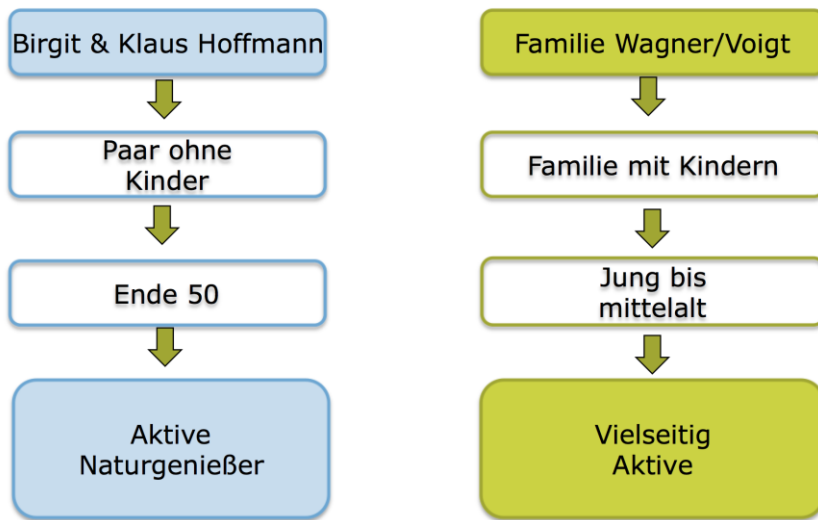 Birgit & Klaus Hoffmann
Paar ohne
Kinder
Ende 50
Aktive
Naturgenießer
Familie Wagner/Voigt
Familie mit Kindern
Jung bis
mittelalt
Vielseitig
Aktive